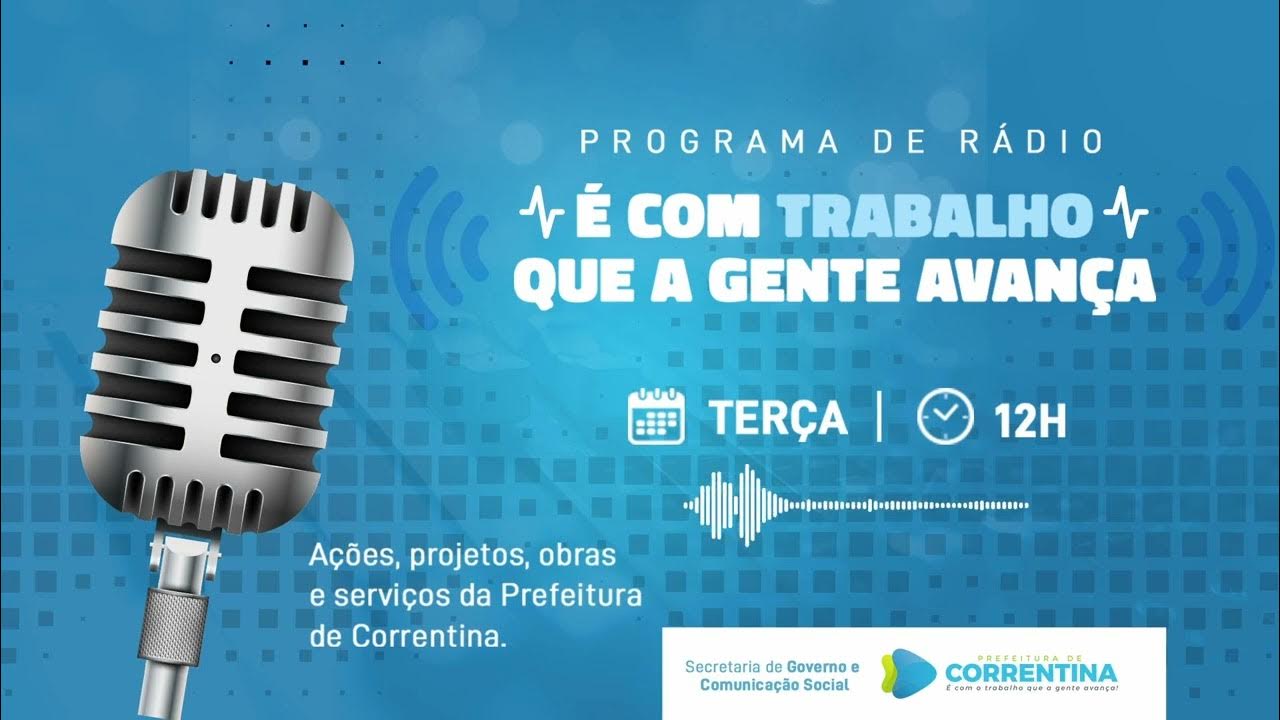 PROGRAMA DE RÁDIO
É COM TRABALHO
QUE A GENTE AVANÇA
TERÇA | 12H
Ações, projetos, obras
e serviços da Prefeitura
de Correntina.
Secretaria de Governo e
Comunicação Social
PREFEITURA DE
CORRENTINA
É com o trabalho que a gente avança!